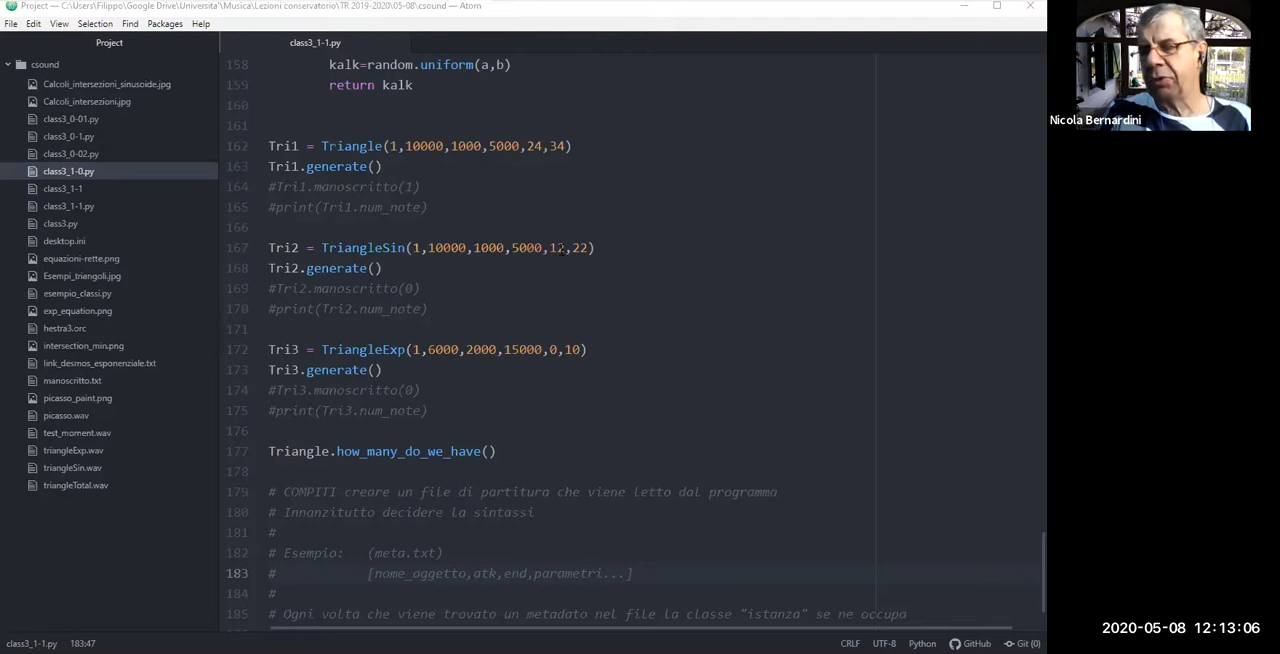 Project — C:\Users\Filippo\Google Drive\Universita'\Musica\Lezioni conservatorio\TR 2019-2020\05-08\csound — Atom
File Edit View Selection Find Packages Help
Project
class3_1-1.py
csound
Calcoli_intersezioni_sinusoide.jpg
Calcoli_intersezioni.jpg
class3_0-01.py
class3_0-1.py
class3_0-02.py
class3_1-0.py
class3_1-1
class3_1-1.py
class3.py
desktop.ini
equazioni-rette.png
Esempi_triangoli.jpg
esempio_classi.py
exp_equation.png
hestra3.orc
intersection_min.png
link_desmos_esponenziale.txt
manoscritto.txt
picasso_paint.png
picasso.wav
test_moment.wav
triangleExp.wav
triangleSin.wav
triangleTotal.wav
158 kalk=random.uniform(a,b)
159 return kalk
160
161
162 Tri1 = Triangle(1,10000,1000,5000,24,34)
163 Tri1.generate()
164 #Tri1.manoscritto(1)
165 #print(Tri1.num_note)
166
167 Tri2 = TriangleSin(1,10000,1000,5000,12,22)
168 Tri2.generate()
169 #Tri2.manoscritto(0)
170 #print(Tri2.num_note)
171
172 Tri3 = TriangleExp(1,6000,2000,15000,0,10)
173 Tri3.generate()
174 #Tri3.manoscritto(0)
175 #print(Tri3.num_note)
176
177 Triangle.how_many_do_we_have()
178
179 # COMPITI creare un file di partitura che viene letto dal programma
180 # Innanzitutto decidere la sintassi
181 #
182 # Esempio: (meta.txt)
183 # [nome_oggetto,atk,end,parametri...]
184 #
185 # Ogni volta che viene trovato un metadato nel file la classe "istanza" se ne occupa
class3_1-1.py 183:47
CRLF UTF-8 Python GitHub Git (0)
Nicola Bernardini
2020-05-08 12:13:06